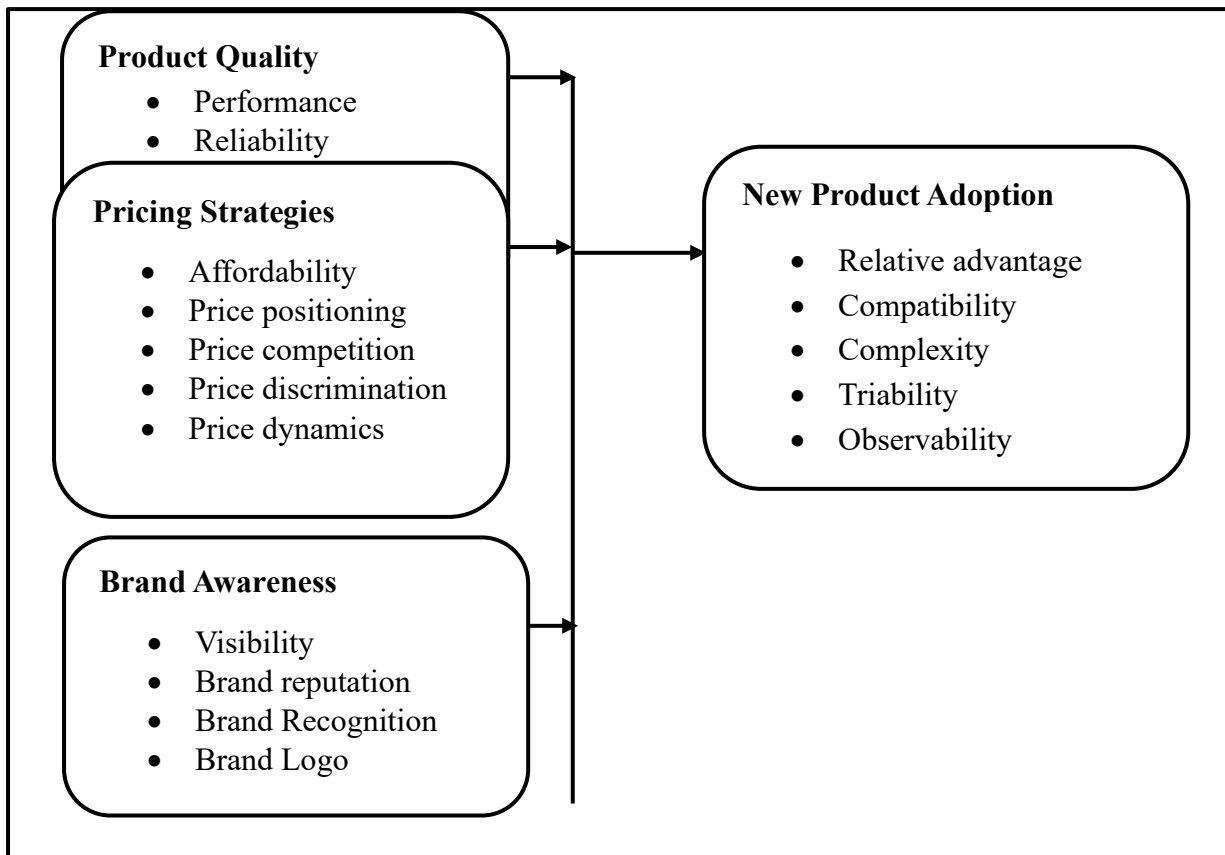 Product Quality
• Performance
• Reliability
Pricing Strategies
• Affordability
• Price positioning
• Price competition
• Price discrimination
• Price dynamics
Brand Awareness
• Visibility
• Brand reputation
• Brand Recognition
• Brand Logo
New Product Adoption
• Relative advantage
• Compatibility
• Complexity
• Triability
• Observability